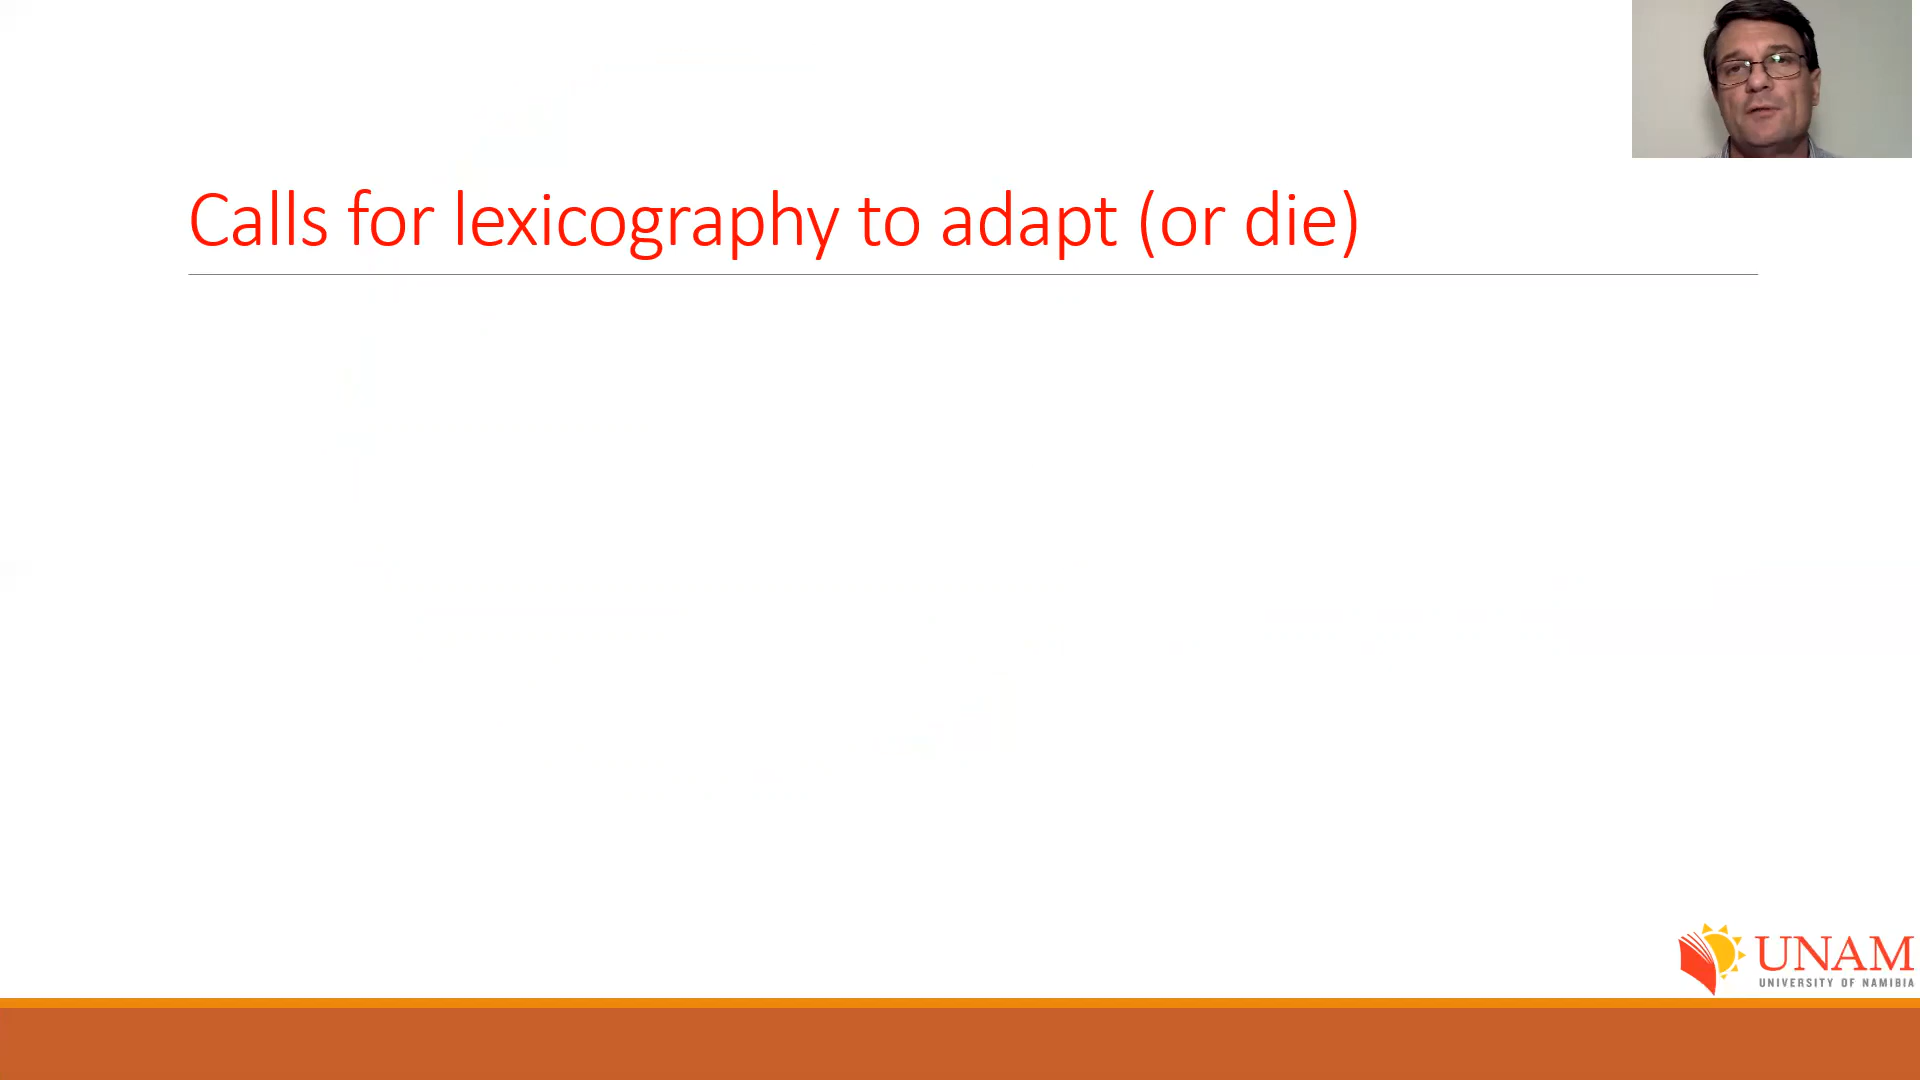 Calls for lexicography to adapt (or die)
UNAM
UNIVERSITY OF NAMIBIA